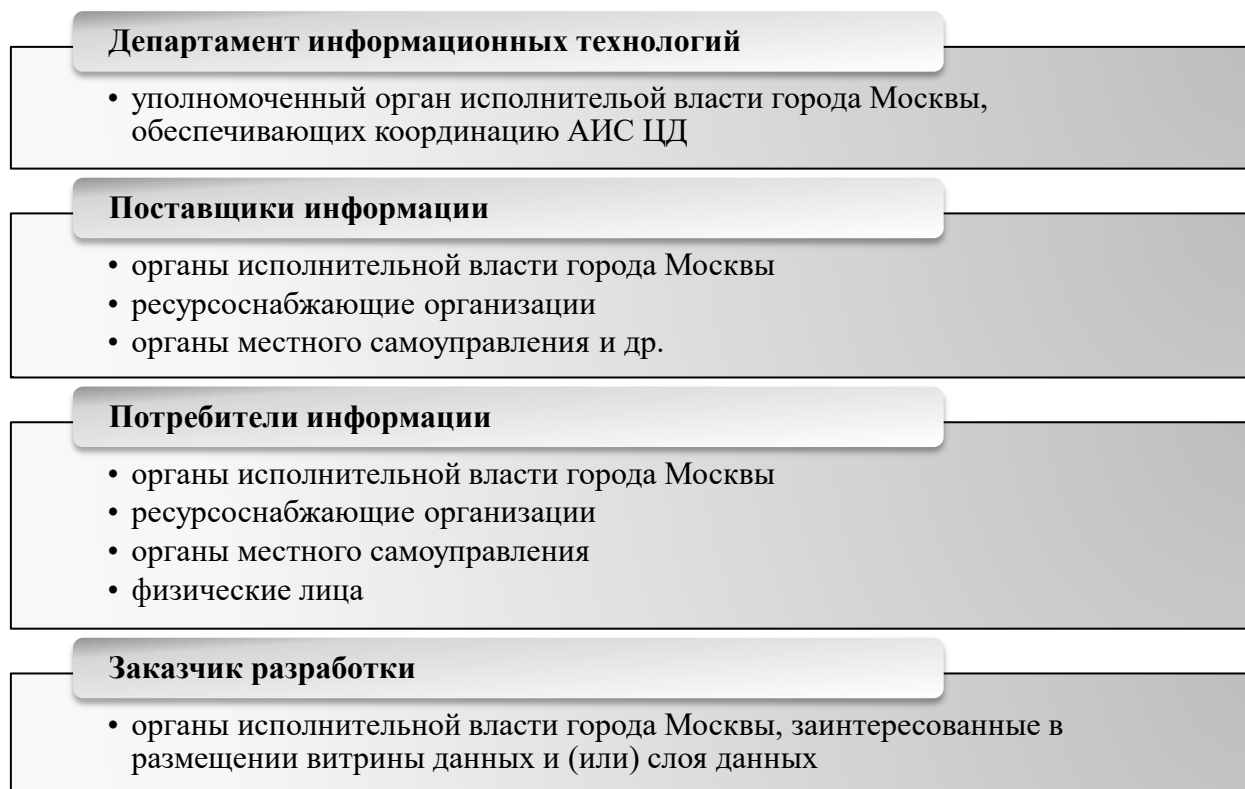 Департамент информационных технологий
• уполномоченный орган исполнительой власти города Москвы,
обеспечивающих координацию АИС ЦД
Поставщики информации
• органы исполнительной власти города Москвы
• ресурсоснабжающие организации
• органы местного самоуправления и др.
Потребители информации
• органы исполнительной власти города Москвы
• ресурсоснабжающие организации
• органы местного самоуправления
• физические лица
Заказчик разработки
• органы исполнительной власти города Москвы, заинтересованные в
размещении витрины данных и (или) слоя данных